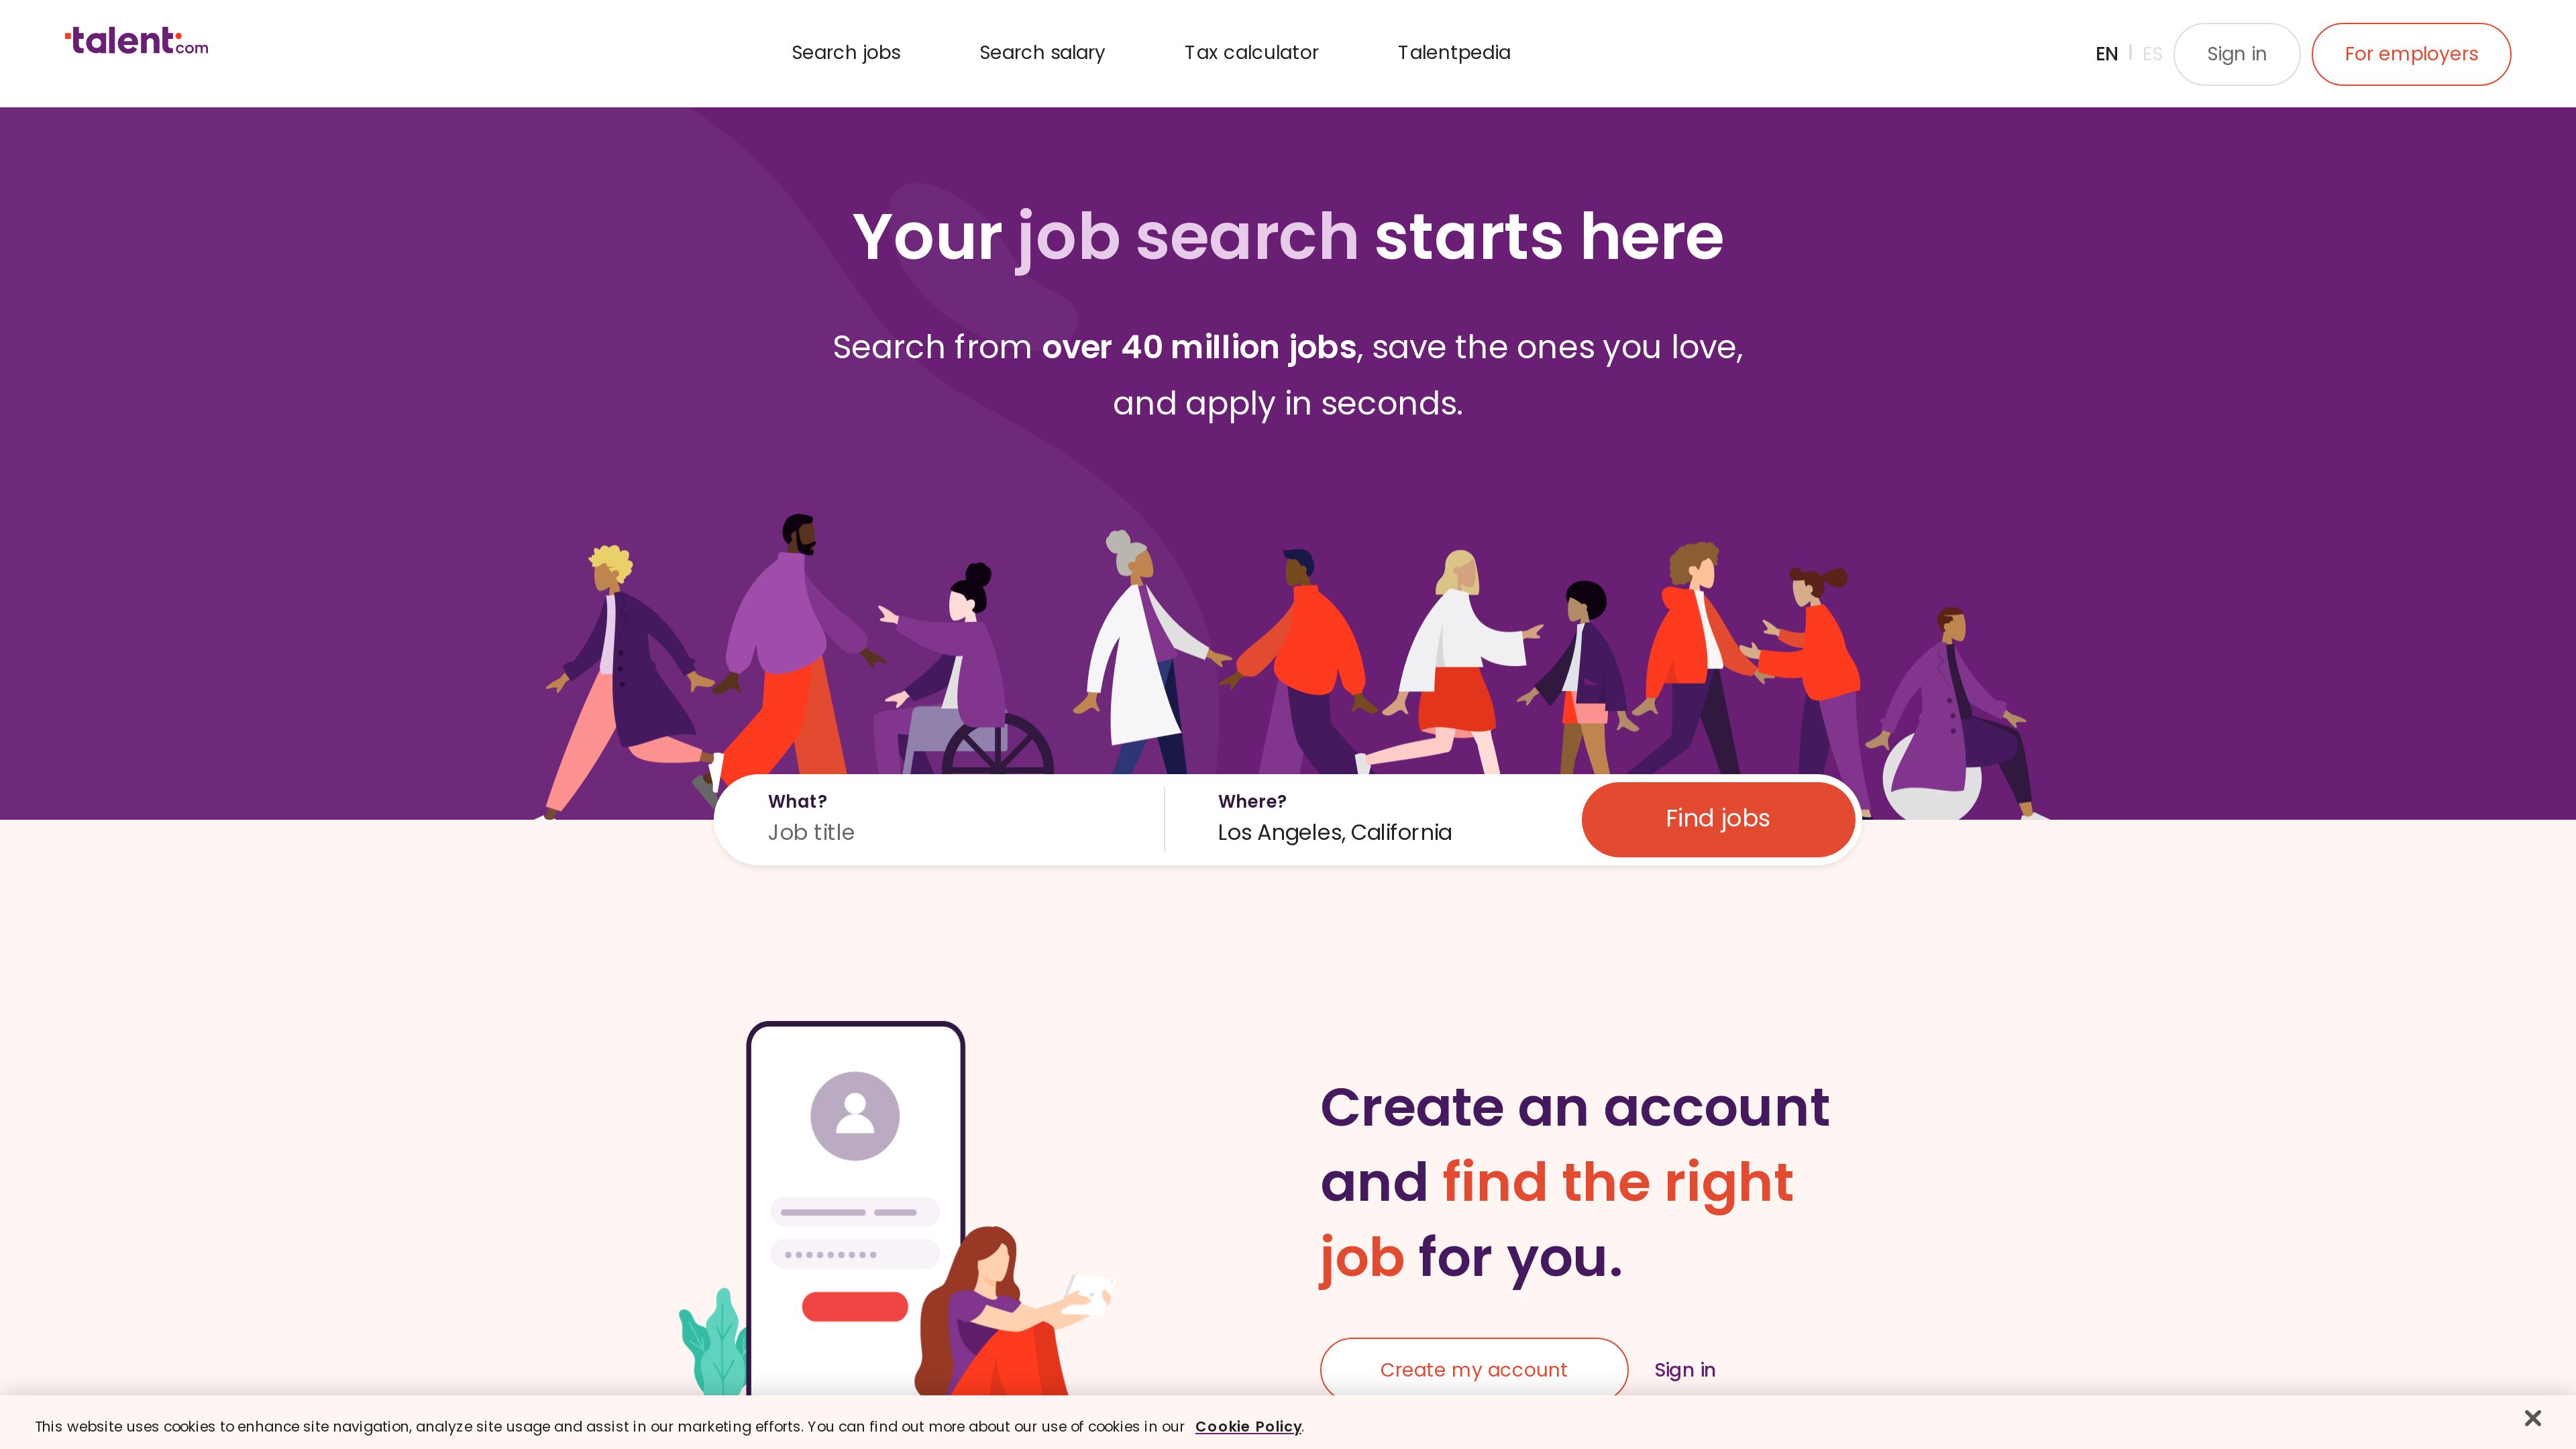 talent.com
Search jobs
Search salary
Tax calculator
Talentpedia
EN | ES
Sign in
For employers
Your job search starts here
Search from over 40 million jobs, save the ones you love,
and apply in seconds.
What?
Job title
Where?
Los Angeles, California
Find jobs
Create an account
and find the right
job for you.
Create my account
Sign in
This website uses cookies to enhance site navigation, analyze site usage and assist in our marketing efforts. You can find out more about our use of cookies in our Cookie Policy.